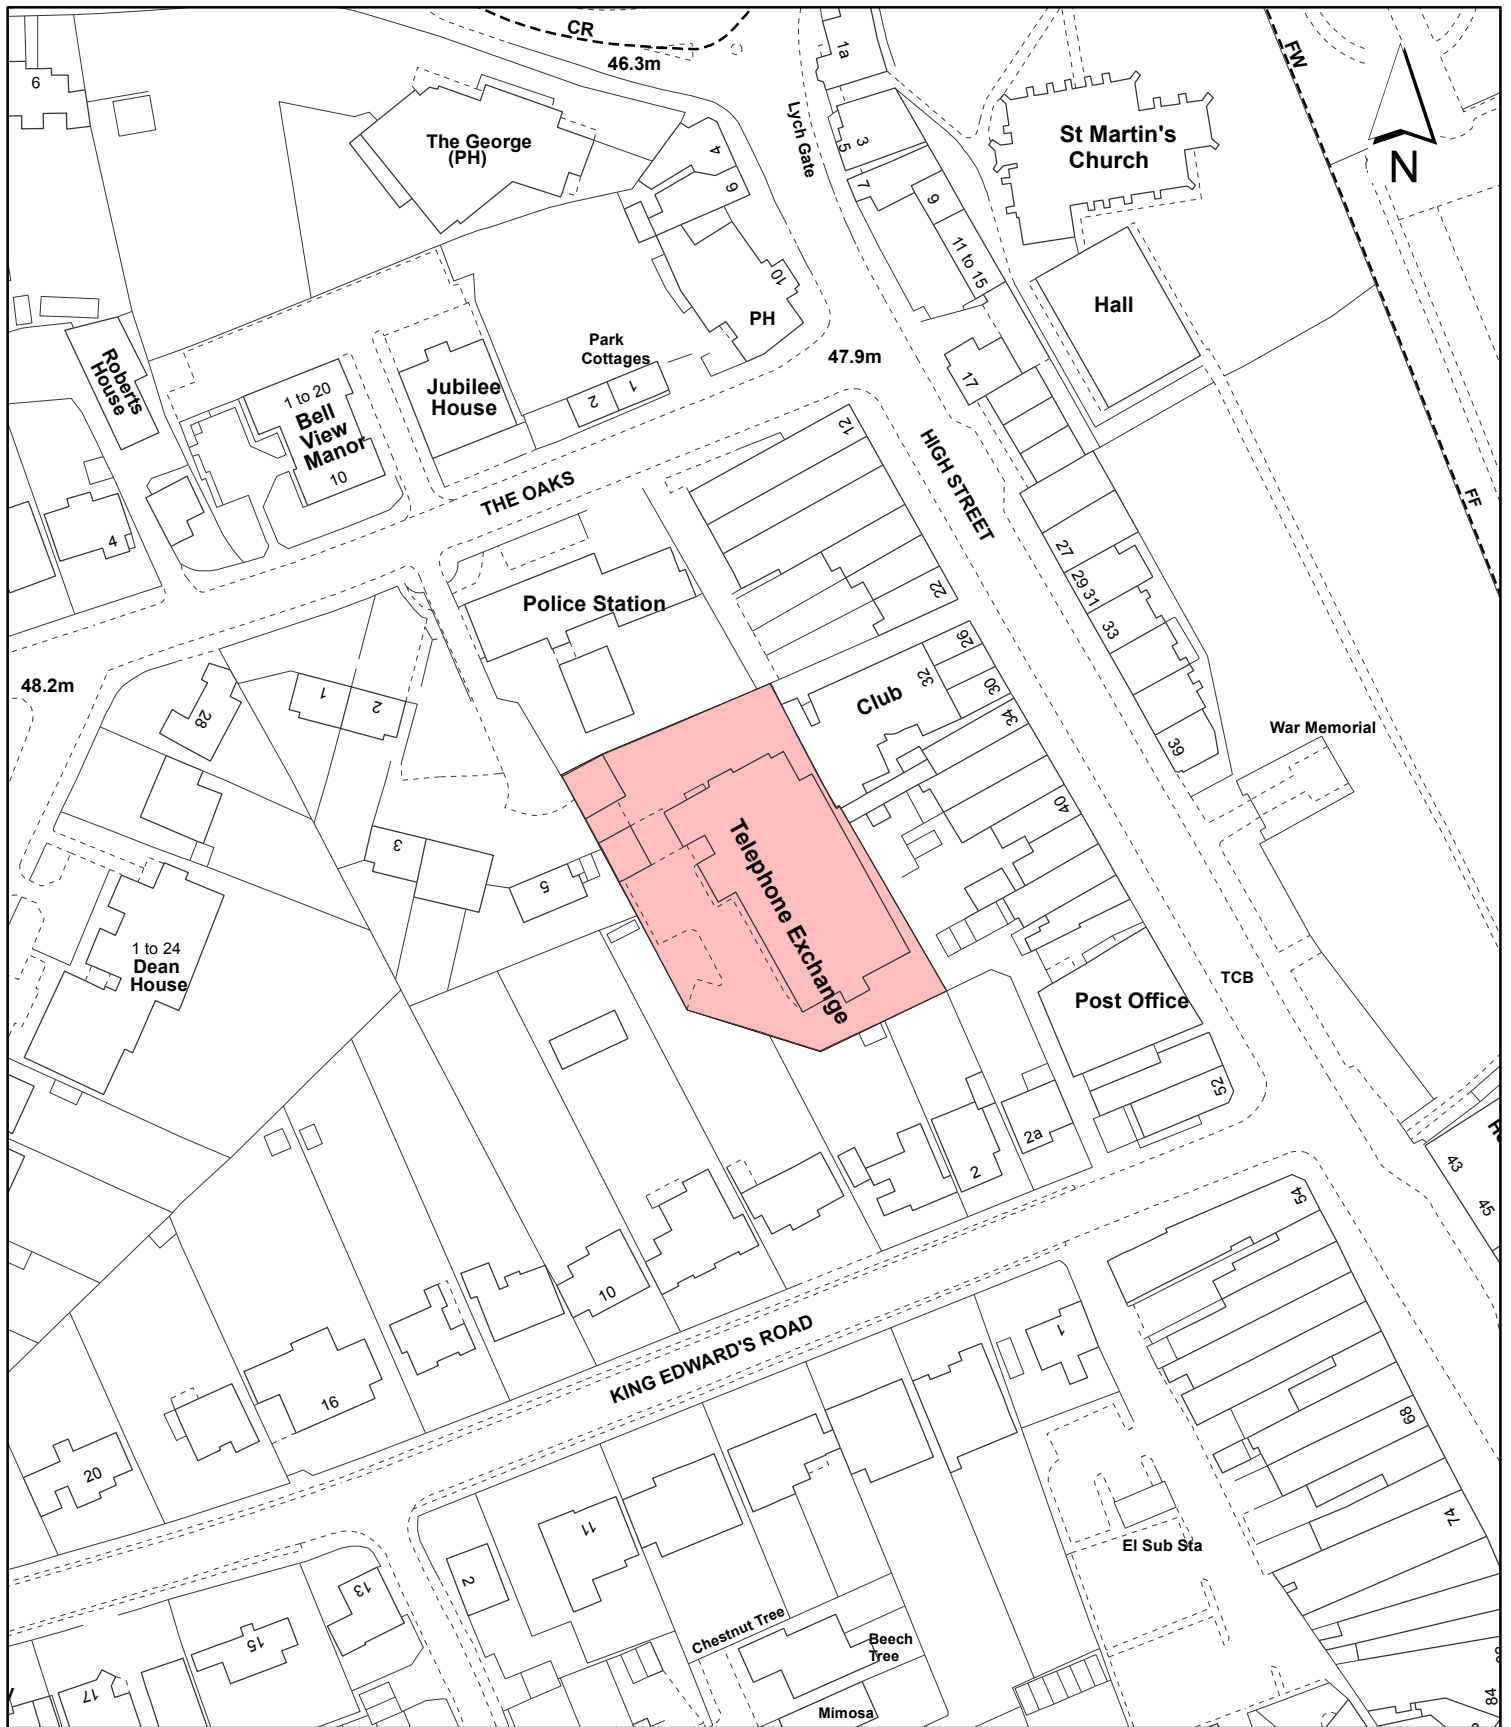 CR
46.3m
1a
FW
6
The George
(PH)
4
6
Lych Gate
3
5
7
9
11 to 15
St Martin's
Church
N
Hall
10
PH
Park
Cottages
1
2
47.9m
17
Roberts
House
1 to 20
Bell
View
Manor
10
Jubilee
House
12
HIGH STREET
THE OAKS
FF
4
27
29
31
33
39
22
Police Station
48.2m
28
1
2
26
32
30
Club
34
War Memorial
40
3
5
Telephone Exchange
1 to 24
Dean
House
TCB
Post Office
52
2a
2
43
45
54
10
KING EDWARD'S ROAD
1
16
20
68
74
11
El Sub Sta
2
13
15
17
Chestnut Tree
Beech
Tree
Mimosa
84